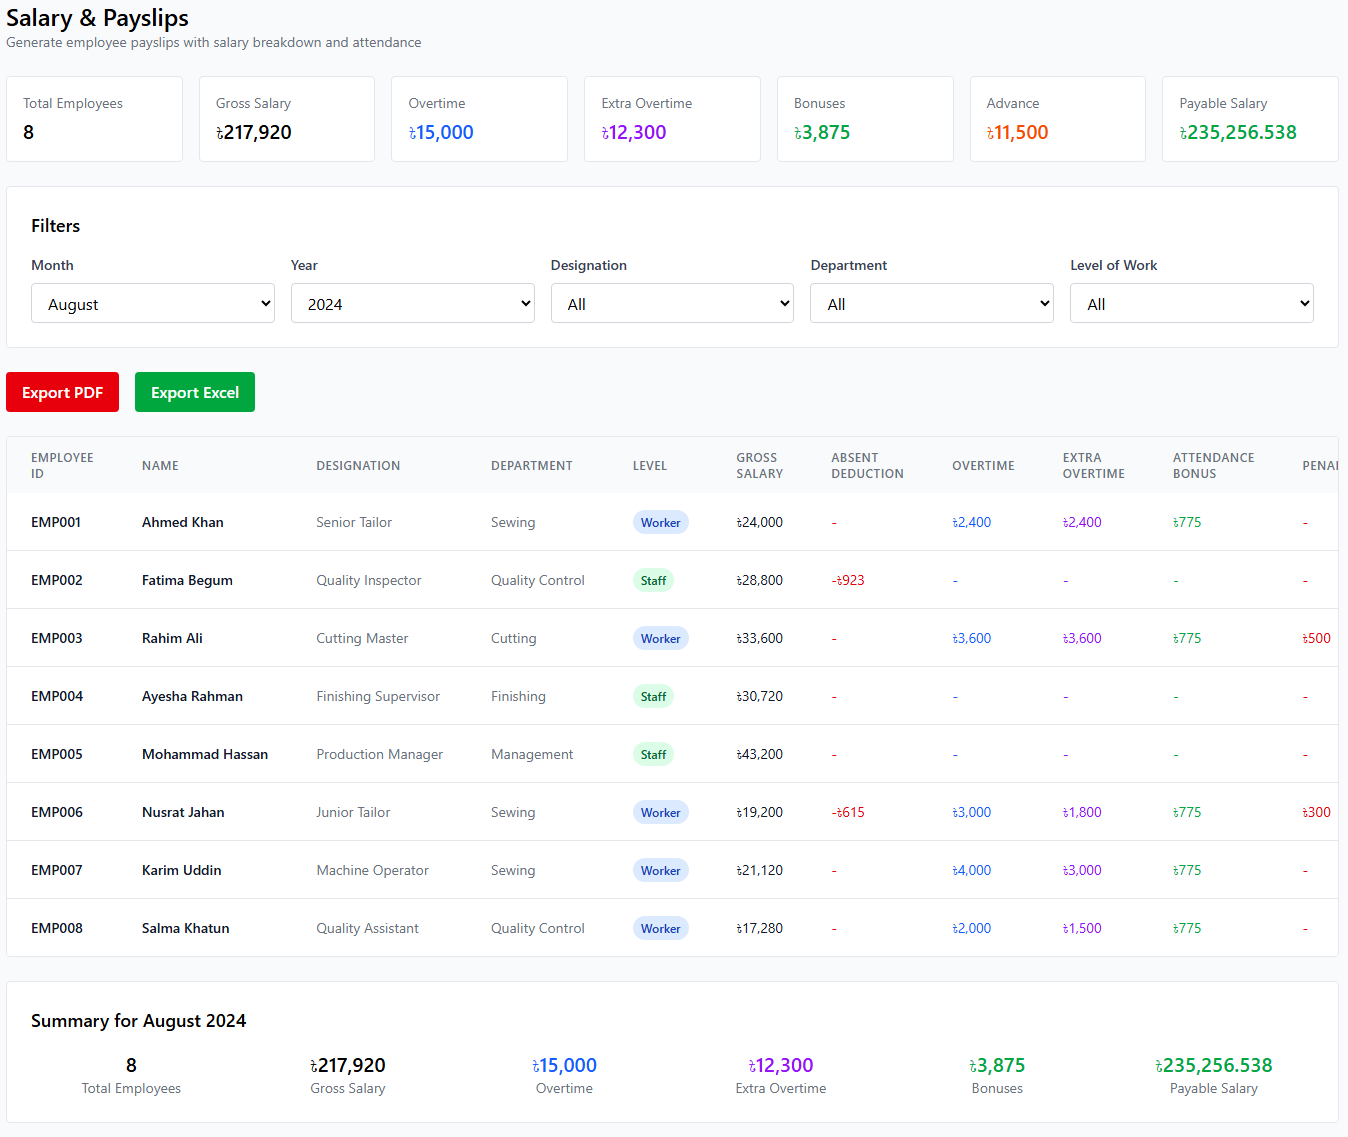 Salary & Payslips
Generate employee payslips with salary breakdown and attendance
Total Employees
8
Gross Salary
৳217,920
Overtime
৳15,000
Extra Overtime
৳12,300
Bonuses
৳3,875
Advance
৳11,500
Payable Salary
৳235,256.538
Filters
Month
August
Year
2024
Designation
All
Department
All
Level of Work
All
Export PDF
Export Excel
EMPLOYEE ID NAME DESIGNATION DEPARTMENT LEVEL GROSS SALARY ABSENT DEDUCTION OVERTIME EXTRA OVERTIME ATTENDANCE BONUS PENA
EMP001 Ahmed Khan Senior Tailor Sewing Worker ৳24,000 - ৳2,400 ৳2,400 ৳775 -
EMP002 Fatima Begum Quality Inspector Quality Control Staff ৳28,800 -৳923 - - - -
EMP003 Rahim Ali Cutting Master Cutting Worker ৳33,600 - ৳3,600 ৳3,600 ৳775 ৳500
EMP004 Ayesha Rahman Finishing Supervisor Finishing Staff ৳30,720 - - - - -
EMP005 Mohammad Hassan Production Manager Management Staff ৳43,200 - - - - -
EMP006 Nusrat Jahan Junior Tailor Sewing Worker ৳19,200 -৳615 ৳3,000 ৳1,800 ৳775 ৳300
EMP007 Karim Uddin Machine Operator Sewing Worker ৳21,120 - ৳4,000 ৳3,000 ৳775 -
EMP008 Salma Khatun Quality Assistant Quality Control Worker ৳17,280 - ৳2,000 ৳1,500 ৳775 -
Summary for August 2024
8
Total Employees
৳217,920
Gross Salary
৳15,000
Overtime
৳12,300
Extra Overtime
৳3,875
Bonuses
৳235,256.538
Payable Salary